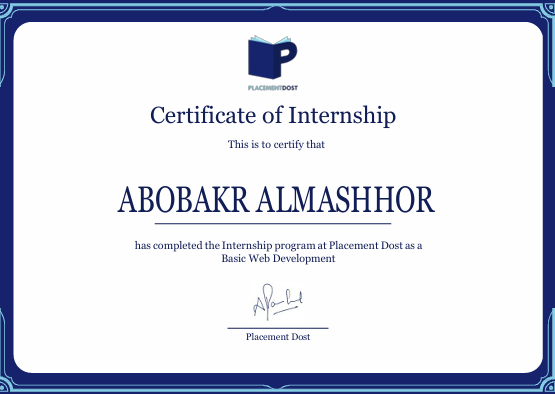 PLACEMENTDOST
Certificate of Internship
This is to certify that
ABOBAKR ALMASHHOR
has completed the Internship program at Placement Dost as a
Basic Web Development
Placement Dost